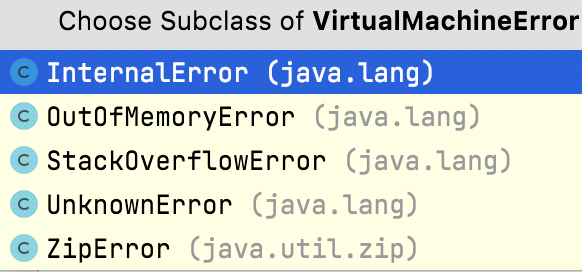 Choose Subclass of VirtualMachineError
C InternalError (java.lang)
C OutOfMemoryError (java.lang)
C StackOverflowError (java.lang)
C UnknownError (java.lang)
C ZipError (java.util.zip)